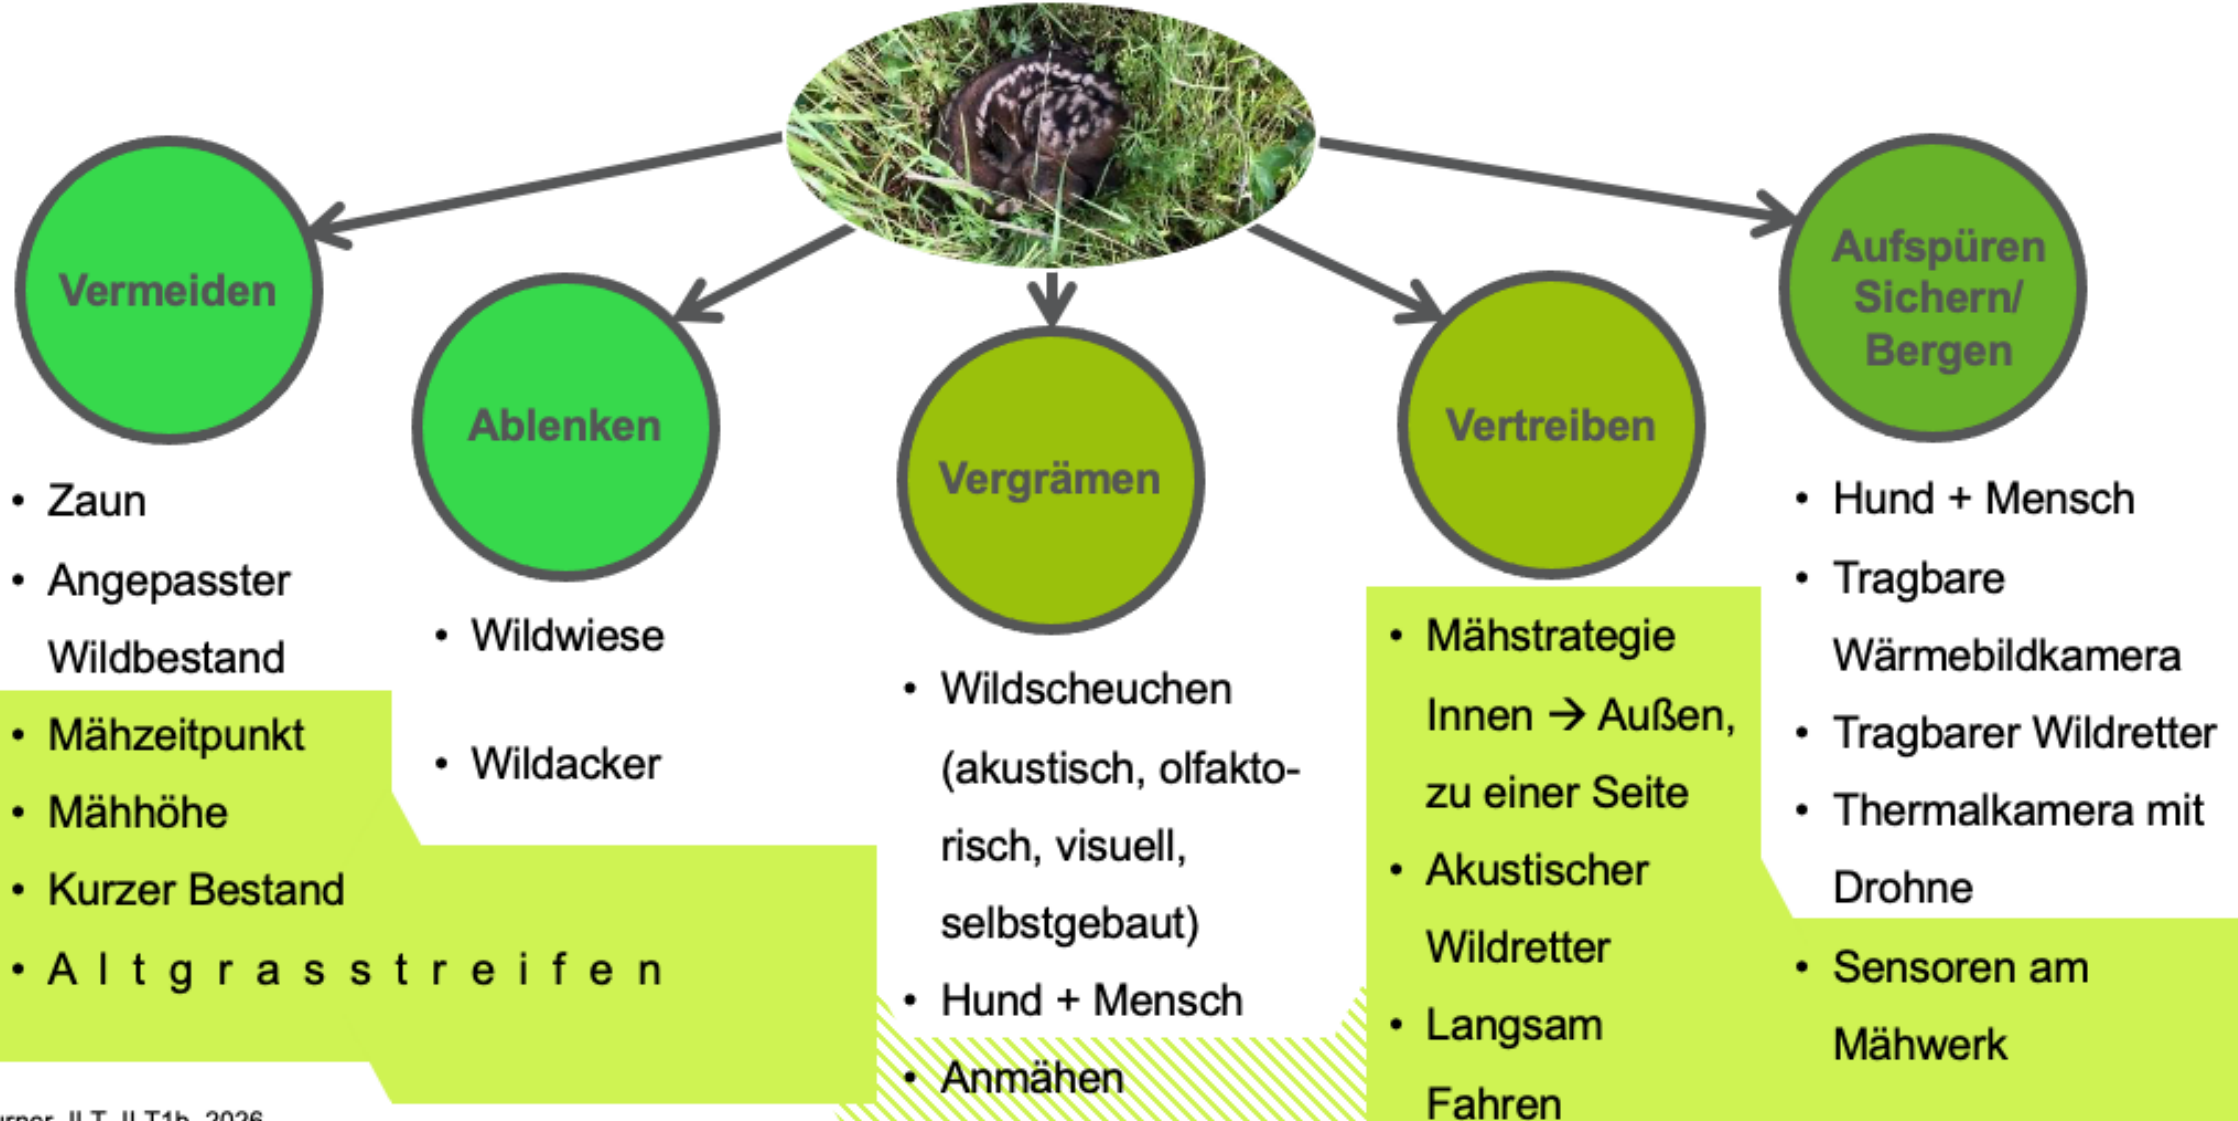 Vermeiden
• Zaun
• Angepasster
Wildbestand
• Mähzeitpunkt
• Mähhöhe
• Kurzer Bestand
• A l t g r a s s t r e i f e n
Ablenken
• Wildwiese
• Wildacker
Vergrämen
• Wildscheuchen
(akustisch, olfakto-
risch, visuell,
selbstgebaut)
• Hund + Mensch
• Anmähen
Vertreiben
• Mähstrategie
Innen → Außen,
zu einer Seite
• Akustischer
Wildretter
• Langsam
Fahren
Aufspüren
Sichern/
Bergen
• Hund + Mensch
• Tragbare
Wärmebildkamera
• Tragbarer Wildretter
• Thermalkamera mit
Drohne
• Sensoren am
Mähwerk